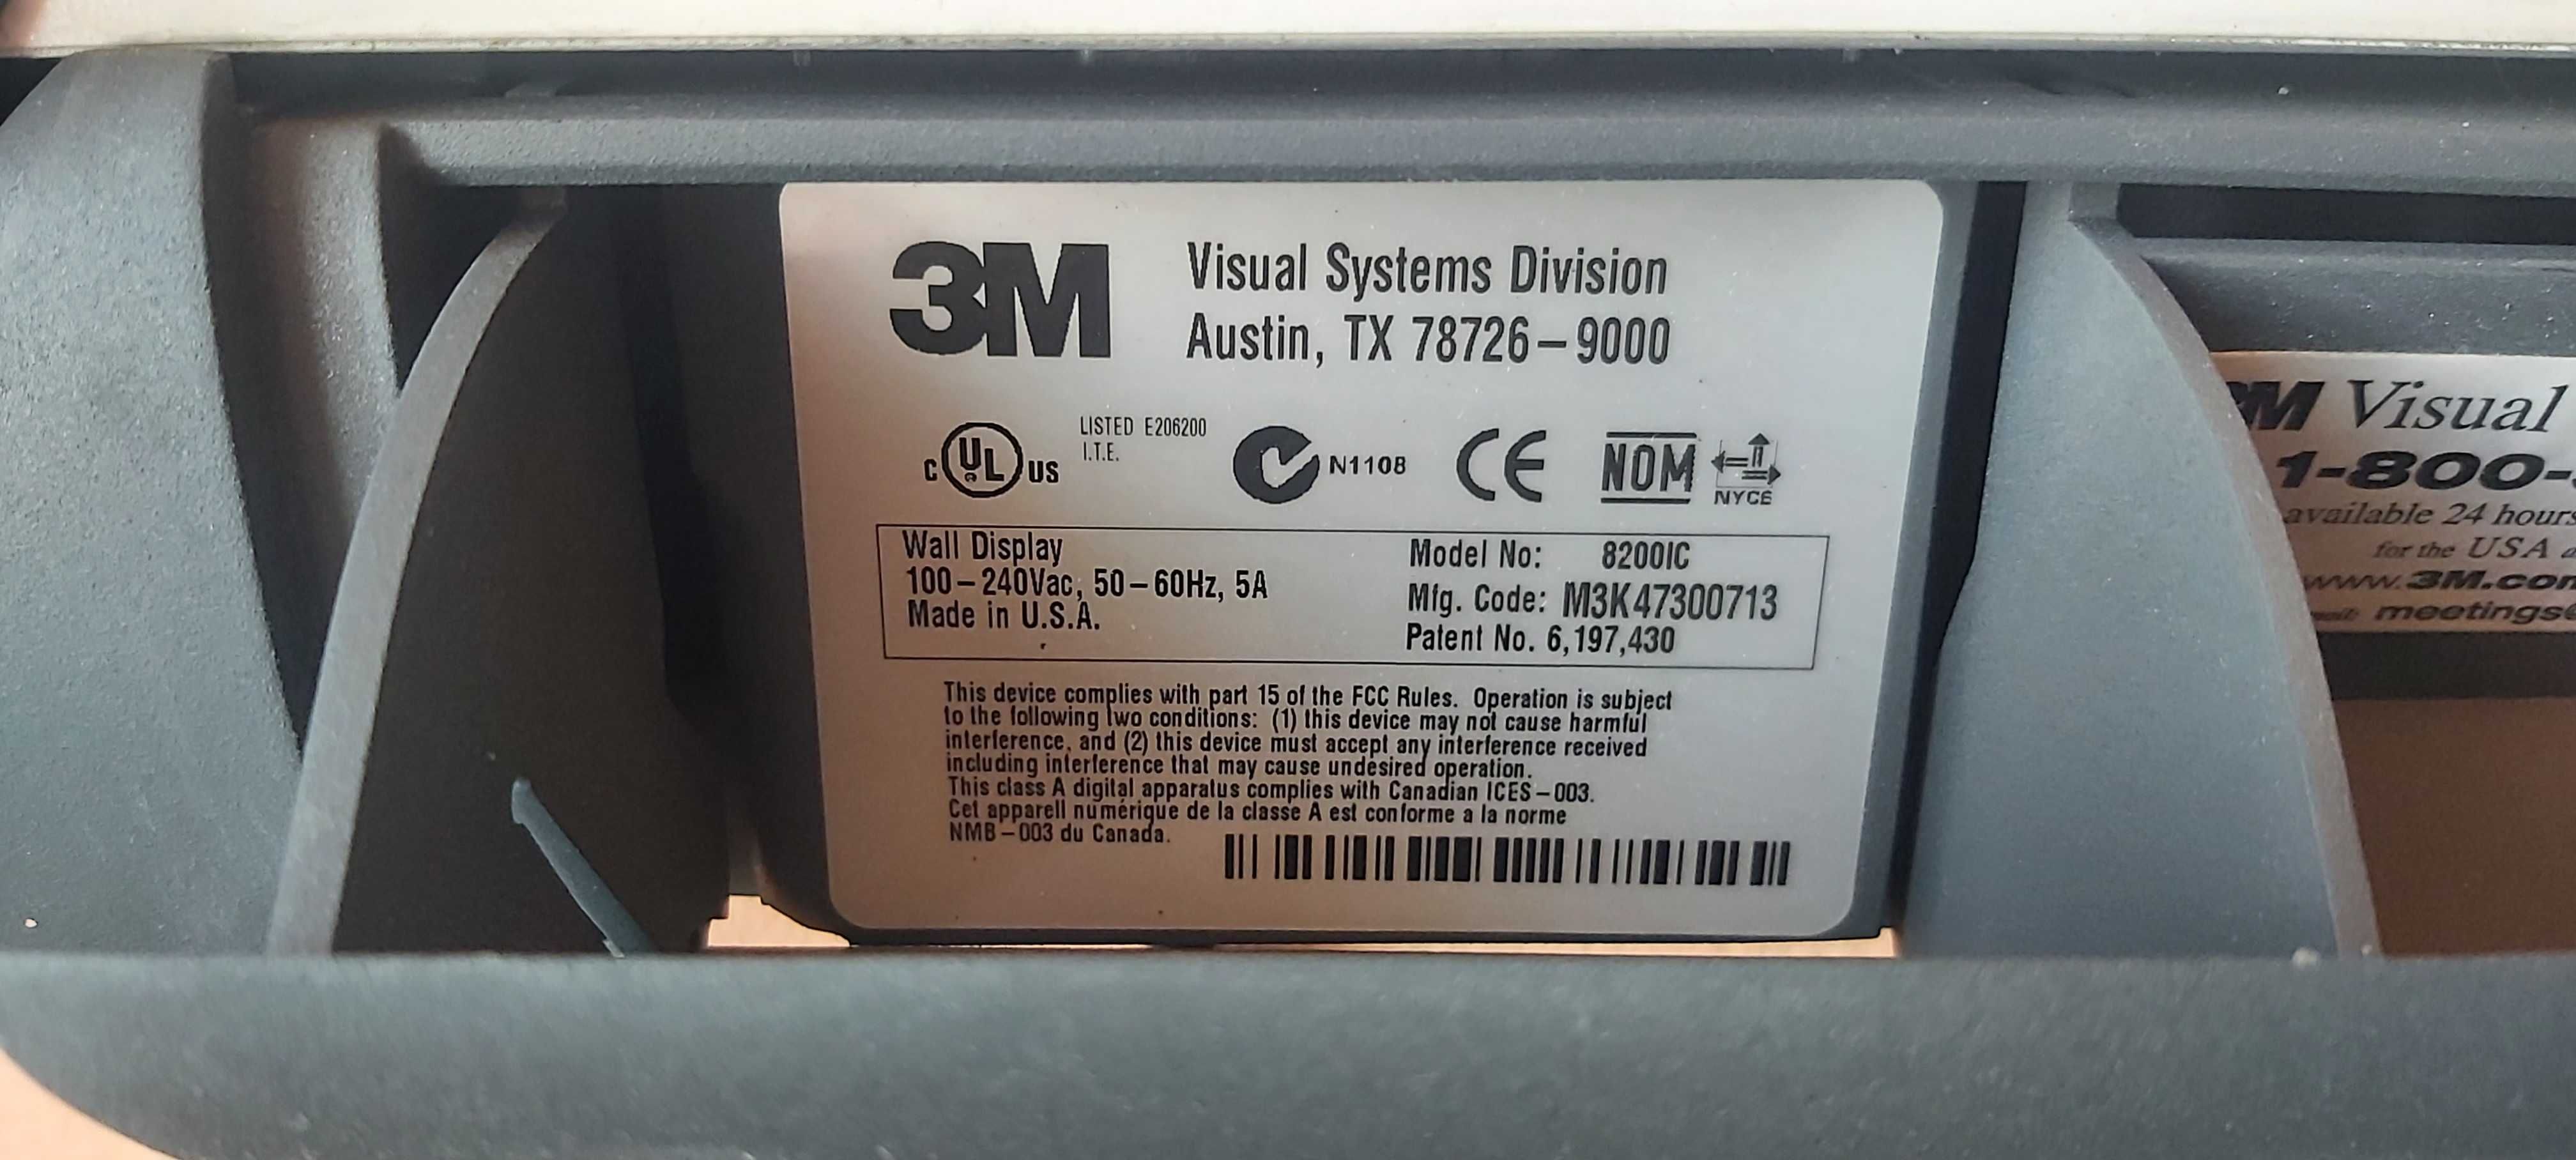 3M Visual Systems Division
Austin, TX 78726-9000
C UL US LISTED E206200
I.T.E.
N1108 CE NOM NYCE
Wall Display
100-240Vac, 50-60Hz, 5A
Made in U.S.A.
Model No: 8200IC
Mfg. Code: M3K47300713
Patent No. 6,197,430
This device complies with part 15 of the FCC Rules. Operation is subject
to the following two conditions: (1) this device may not cause harmful
interference, and (2) this device must accept any interference received
including interference that may cause undesired operation.
This class A digital apparatus complies with Canadian ICES-003.
Cet apparell numérique de la classe A est conforme a la norme
NMB-003 du Canada.
3M Visual
1-800-
available 24 hours
for the USA
www.3M.com
meetings@